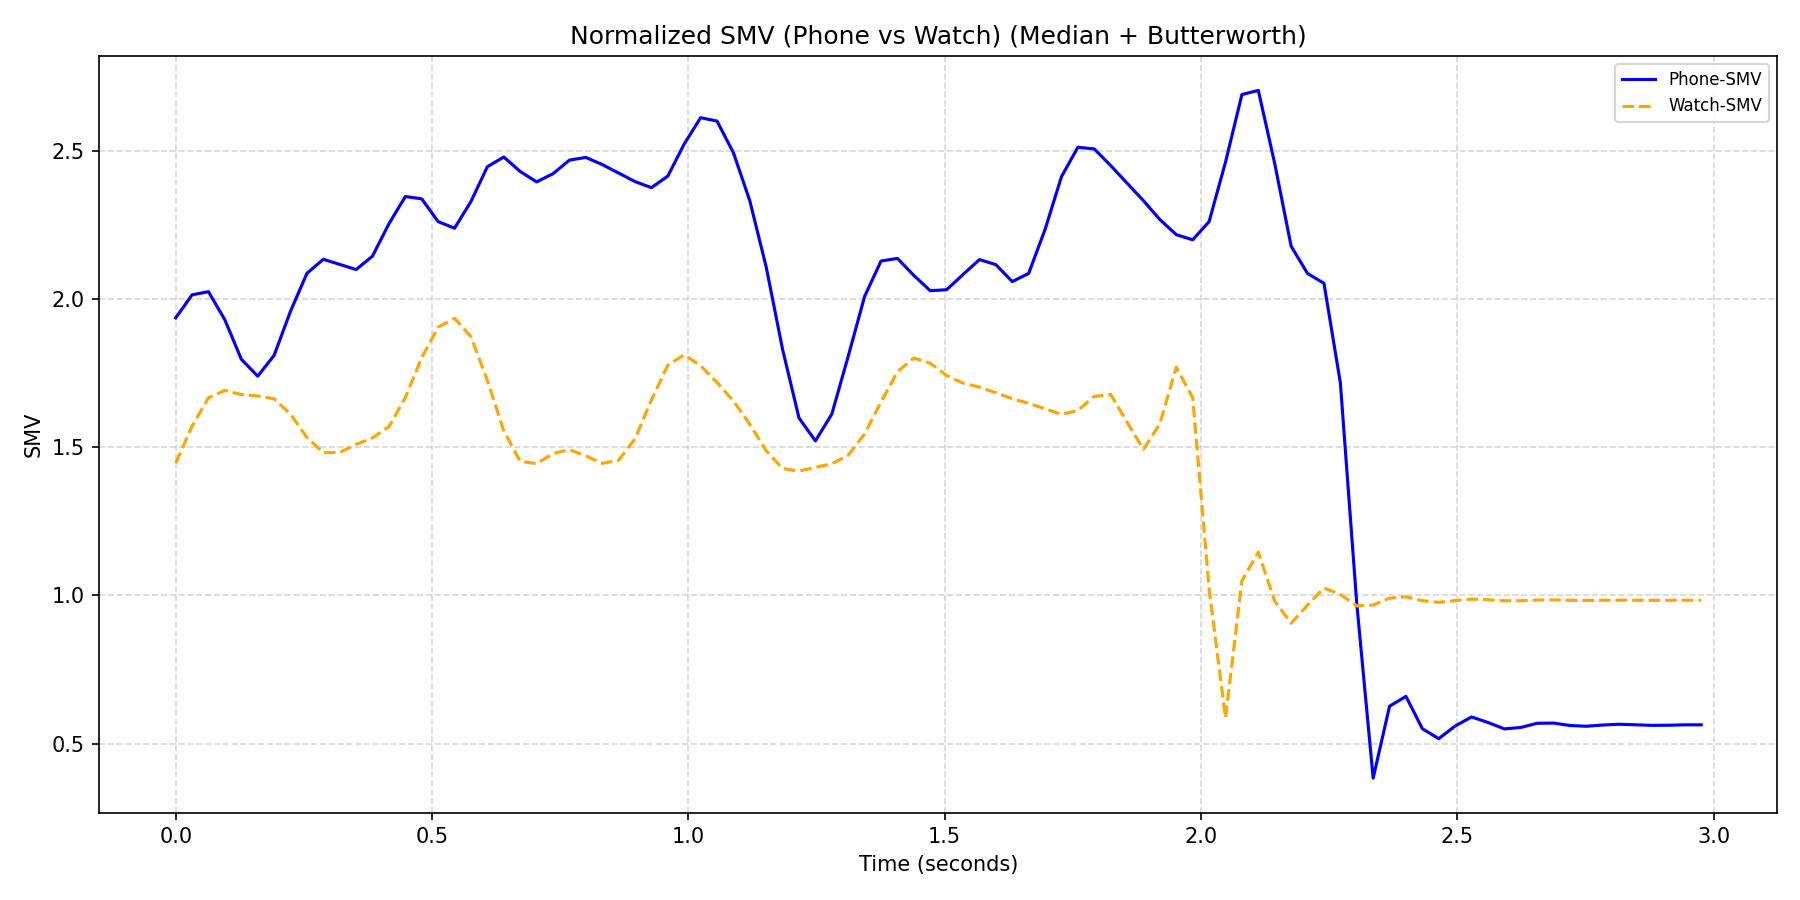 Normalized SMV (Phone vs Watch) (Median + Butterworth)
Phone-SMV
Watch-SMV
SMV
2.5
2.0
1.5
1.0
0.5
0.0 0.5 1.0 1.5 2.0 2.5 3.0
Time (seconds)